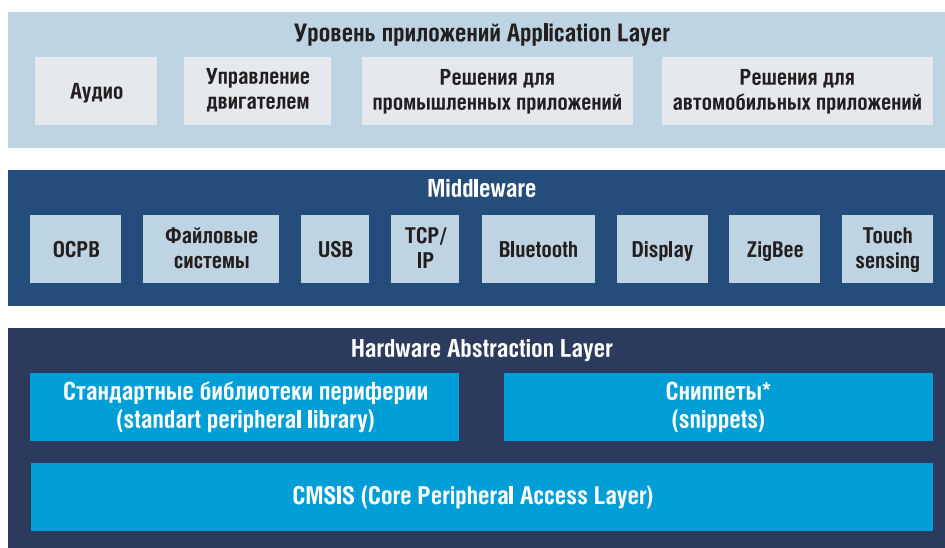 Уровень приложений Application Layer
Аудио
Управление
двигателем
Решения для
промышленных приложений
Решения для
автомобильных приложений
Middleware
ОСРВ
Файловые
системы
USB
TCP/
IP
Bluetooth
Display
ZigBee
Touch
sensing
Hardware Abstraction Layer
Стандартные библиотеки периферии
(standart peripheral library)
Сниппеты*
(snippets)
CMSIS (Core Peripheral Access Layer)